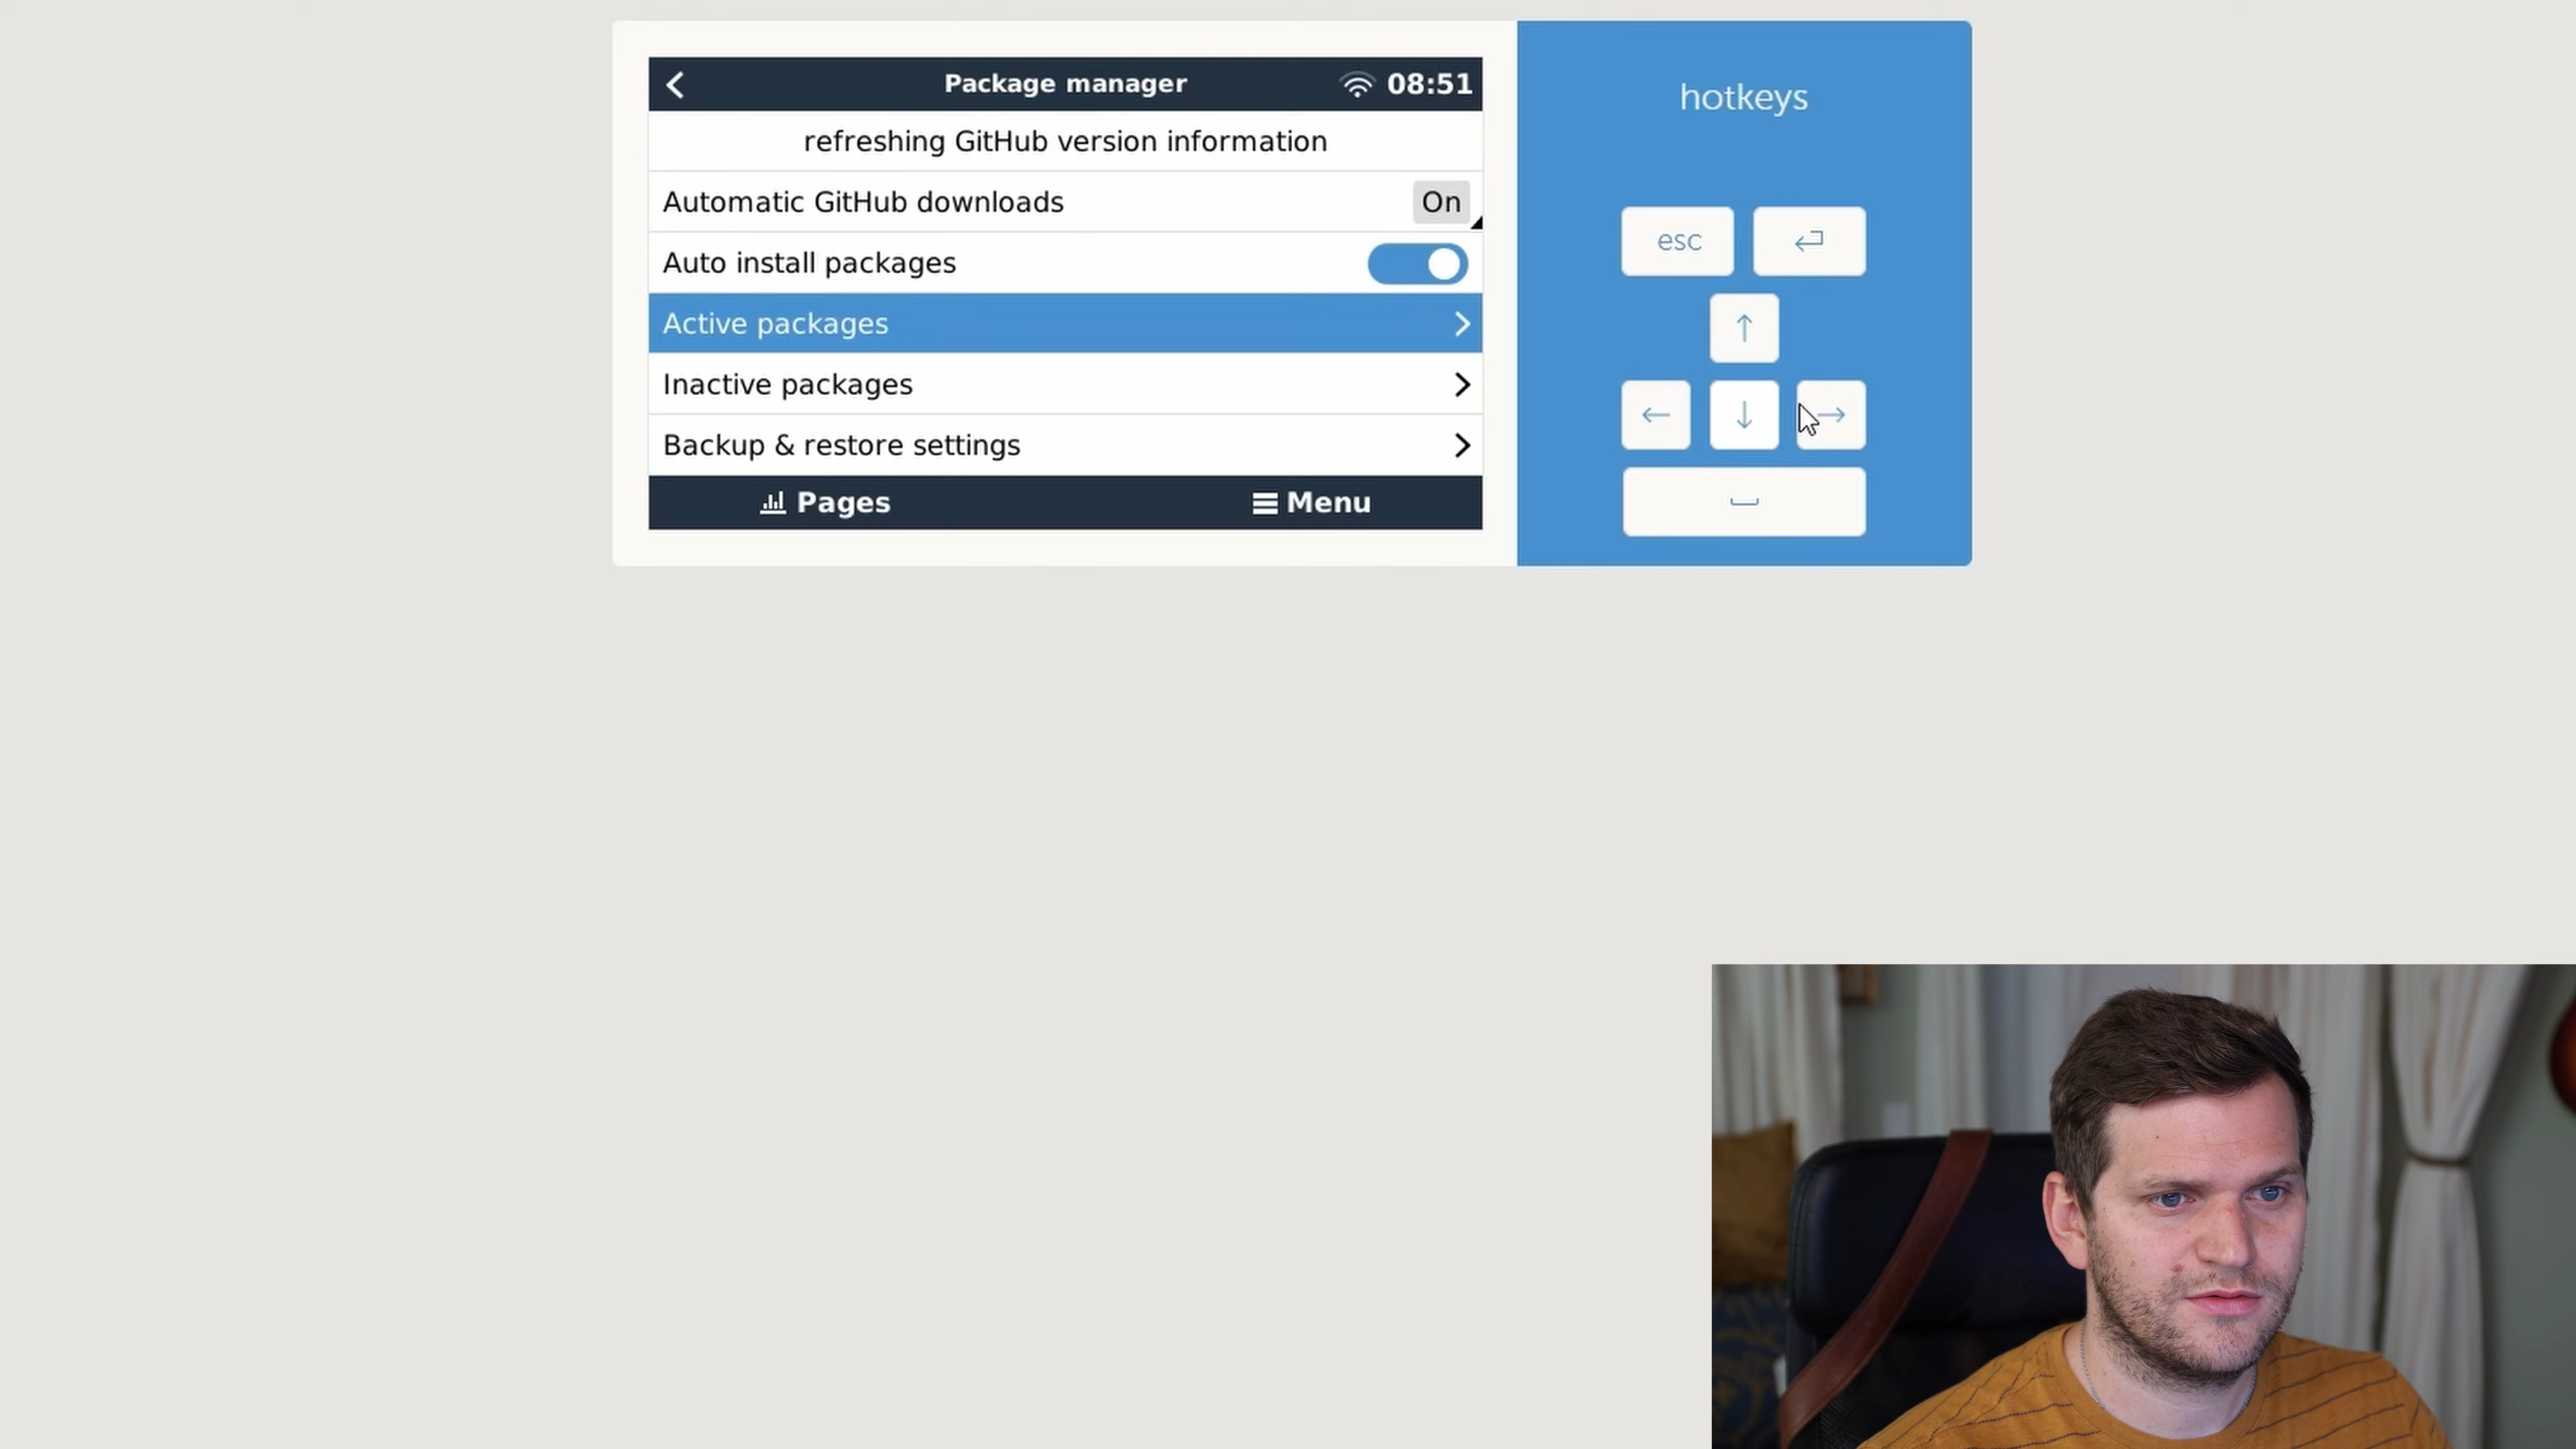 Package manager
08:51
refreshing GitHub version information
Automatic GitHub downloads
On
Auto install packages
Active packages
Inactive packages
Backup & restore settings
Pages
Menu
hotkeys
esc